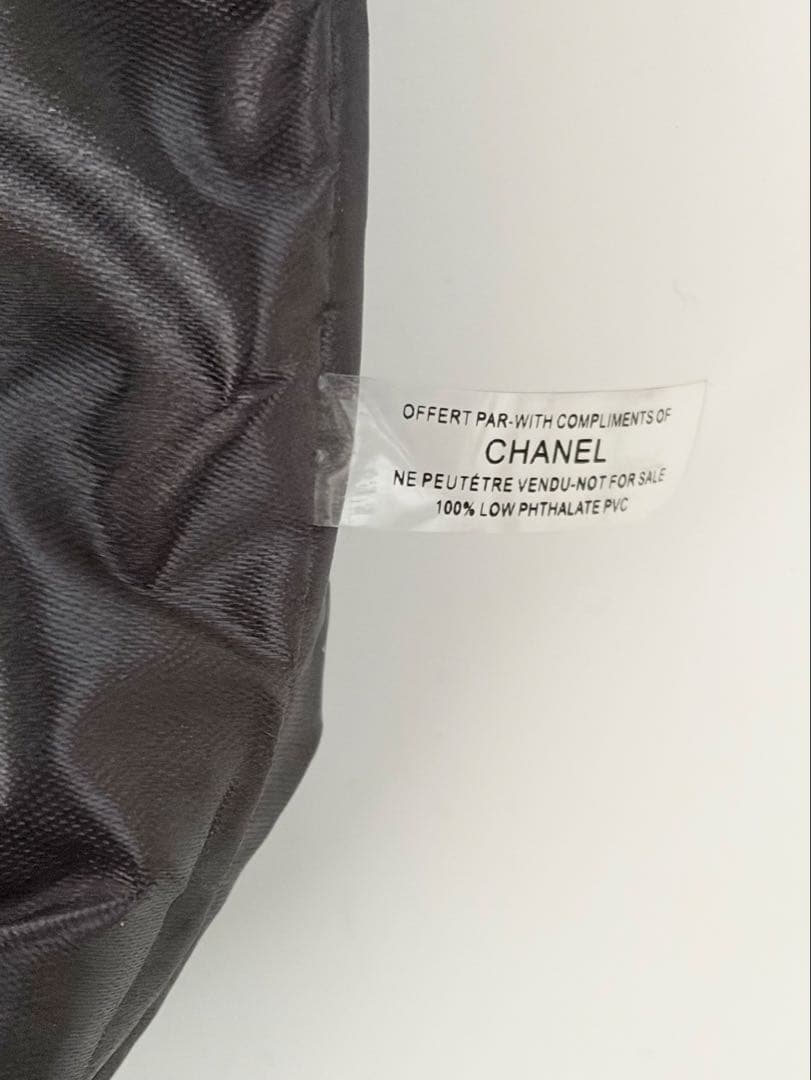 OFFERT PAR-WITH COMPLIMENTS OF
CHANEL
NE PEUTÉTRE VENDU-NOT FOR SALE
100% LOW PHTHALATE PVC